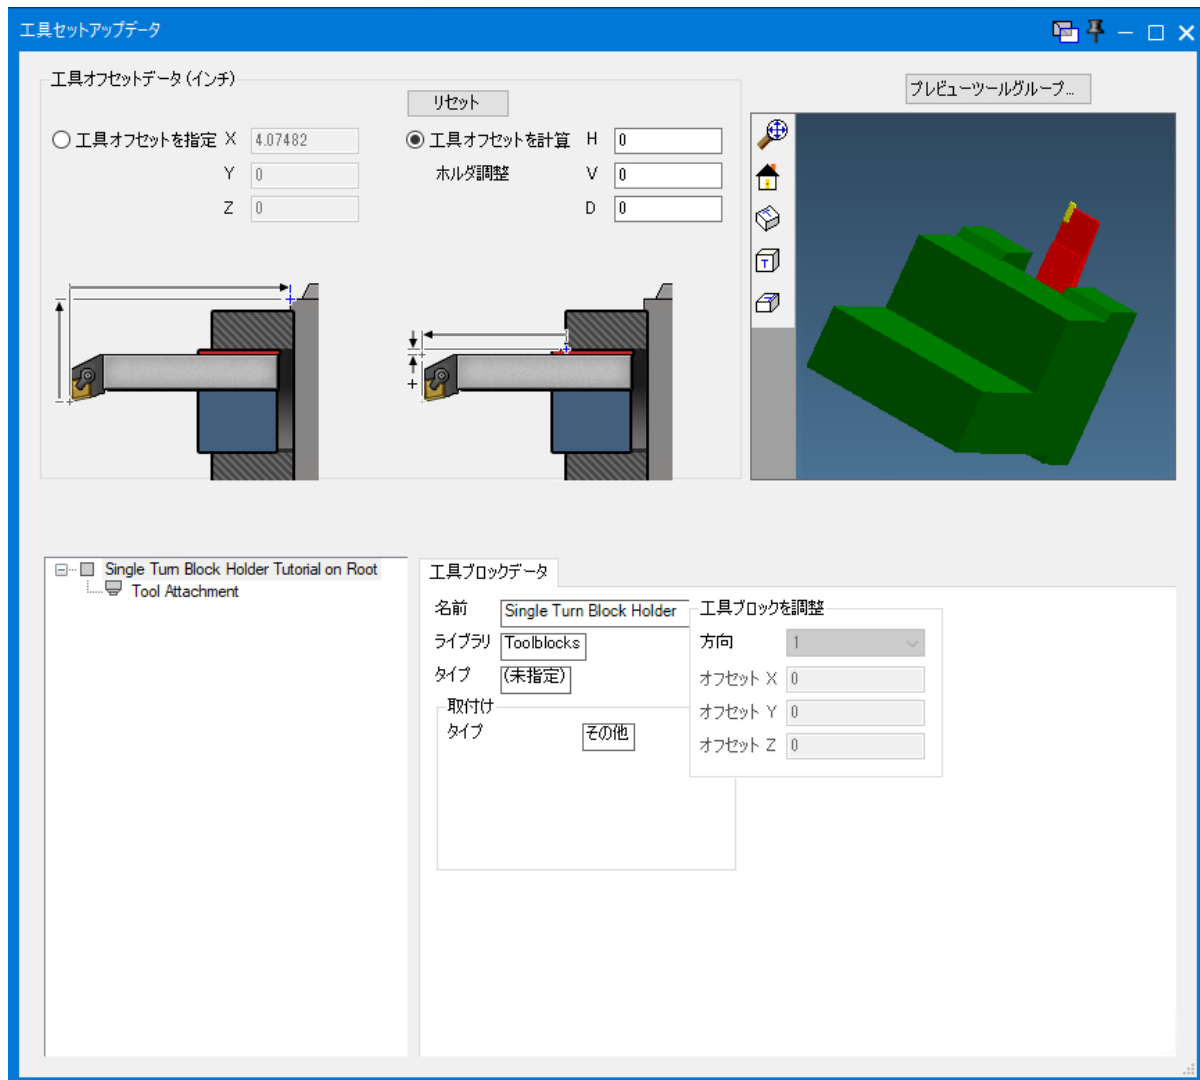 工具セットアップデータ
工具オフセットデータ (インチ)
リセット
プレビューツールグループ...
工具オフセットを指定 X 4.07482
Y 0
Z 0
工具オフセットを計算 H 0
ホルダ調整 V 0
D 0
Single Turn Block Holder Tutorial on Root
Tool Attachment
工具ブロックデータ
名前 Single Turn Block Holder
ライブラリ Toolblocks
タイプ (未指定)
取付け
タイプ その他
工具ブロックを調整
方向 1
オフセット X 0
オフセット Y 0
オフセット Z 0